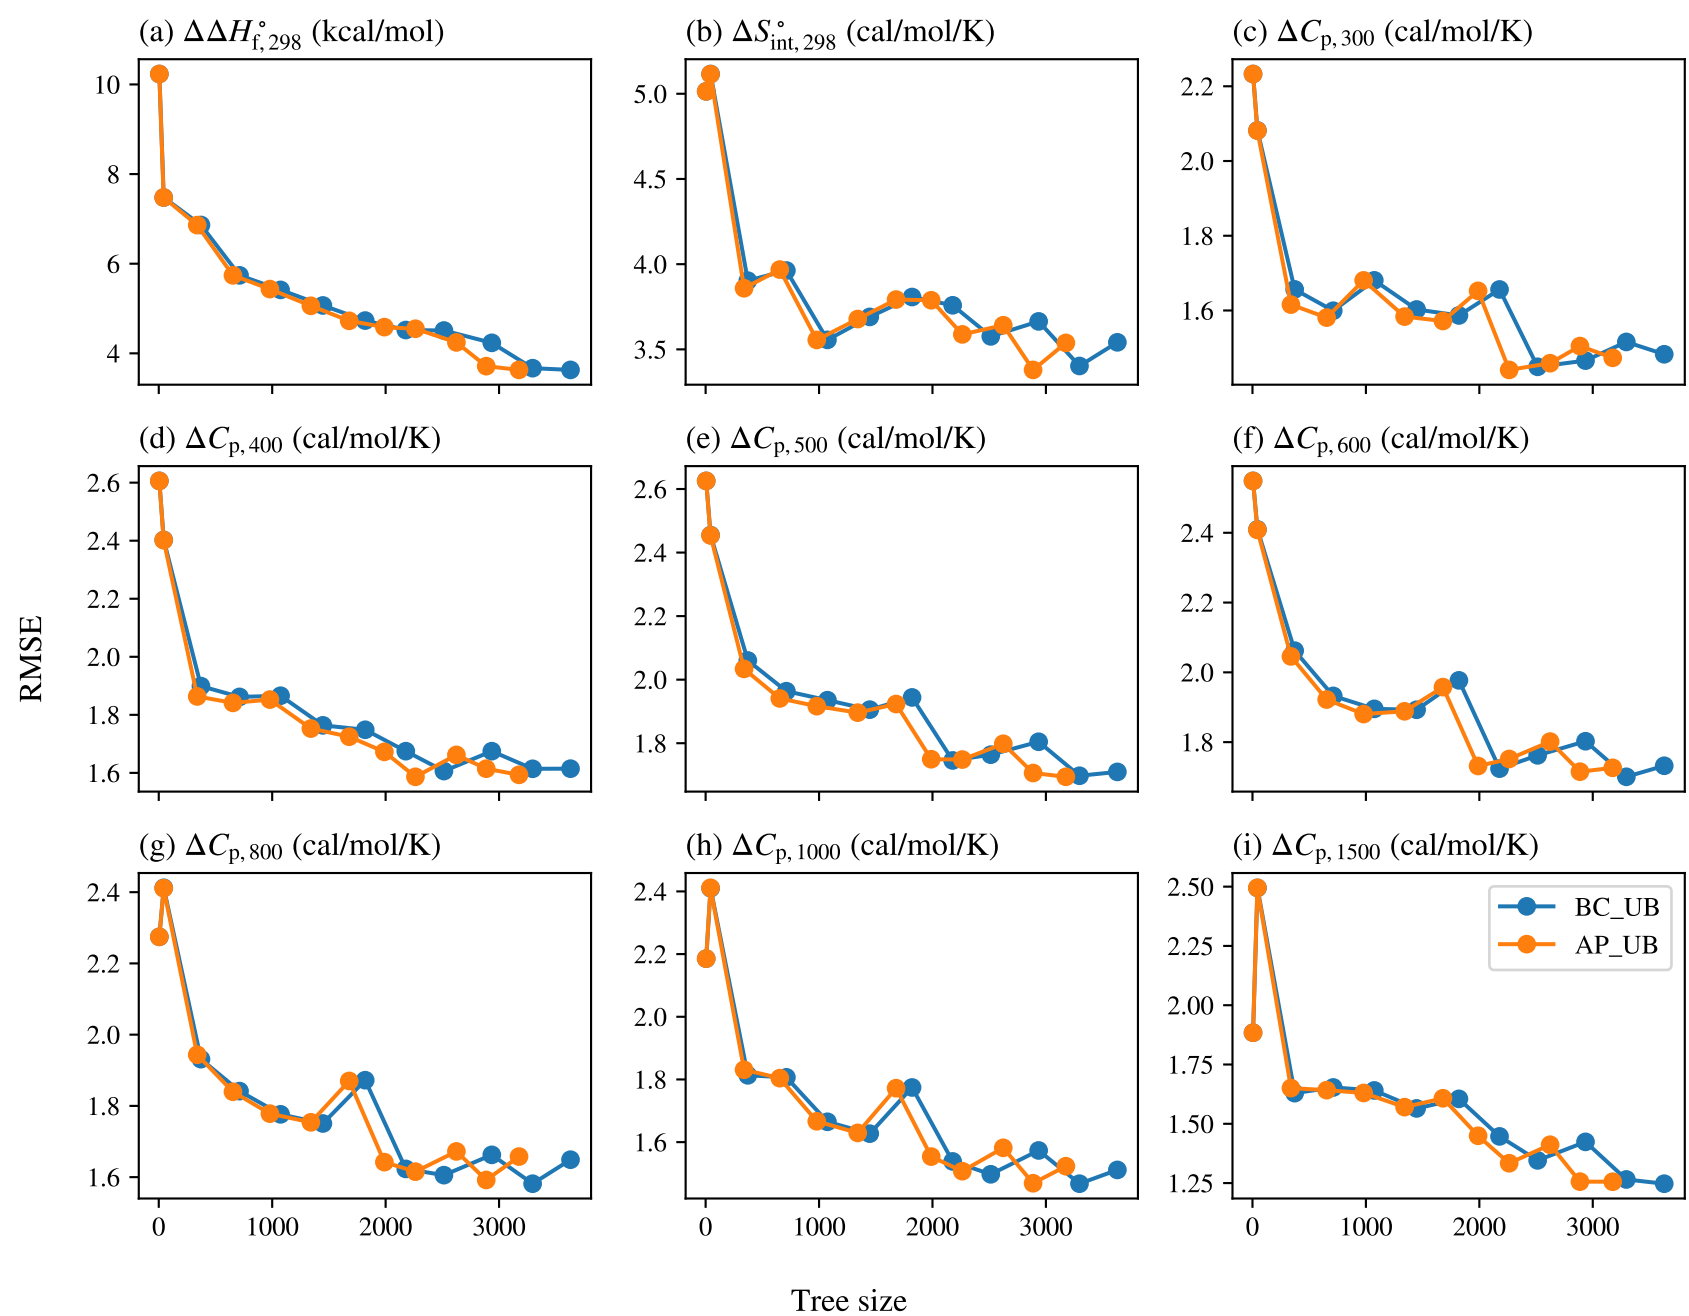 (a) ΔΔH°f, 298 (kcal/mol)
(b) ΔS°int, 298 (cal/mol/K)
(c) ΔCp, 300 (cal/mol/K)
10
8
6
4
5.0
4.5
4.0
3.5
2.2
2.0
1.8
1.6
(d) ΔCp, 400 (cal/mol/K)
(e) ΔCp, 500 (cal/mol/K)
(f) ΔCp, 600 (cal/mol/K)
2.6
2.4
2.2
2.0
1.8
1.6
2.6
2.4
2.2
2.0
1.8
2.4
2.2
2.0
1.8
RMSE
(g) ΔCp, 800 (cal/mol/K)
(h) ΔCp, 1000 (cal/mol/K)
(i) ΔCp, 1500 (cal/mol/K)
2.4
2.2
2.0
1.8
1.6
0 1000 2000 3000
2.4
2.2
2.0
1.8
1.6
0 1000 2000 3000
2.50
2.25
2.00
1.75
1.50
1.25
0 1000 2000 3000
BC_UB
AP_UB
Tree size